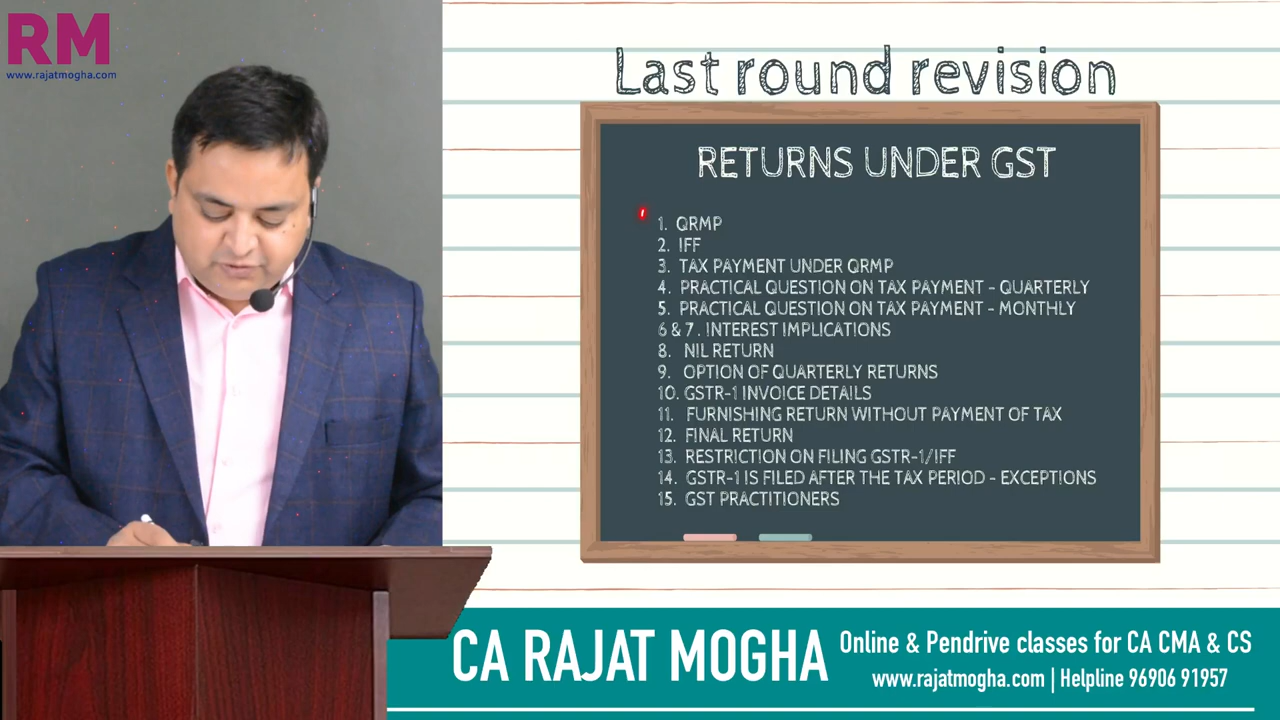 RM
www.rajatmogha.com
Last round revision
RETURNS UNDER GST
1. QRMP
2. IFF
3. TAX PAYMENT UNDER QRMP
4. PRACTICAL QUESTION ON TAX PAYMENT - QUARTERLY
5. PRACTICAL QUESTION ON TAX PAYMENT - MONTHLY
6 & 7. INTEREST IMPLICATIONS
8. NIL RETURN
9. OPTION OF QUARTERLY RETURNS
10. GSTR-1 INVOICE DETAILS
11. FURNISHING RETURN WITHOUT PAYMENT OF TAX
12. FINAL RETURN
13. RESTRICTION ON FILING GSTR-1/IFF
14. GSTR-1 IS FILED AFTER THE TAX PERIOD - EXCEPTIONS
15. GST PRACTITIONERS
CA RAJAT MOGHA
Online & Pendrive classes for CA CMA & CS
www.rajatmogha.com | Helpline 96906 91957